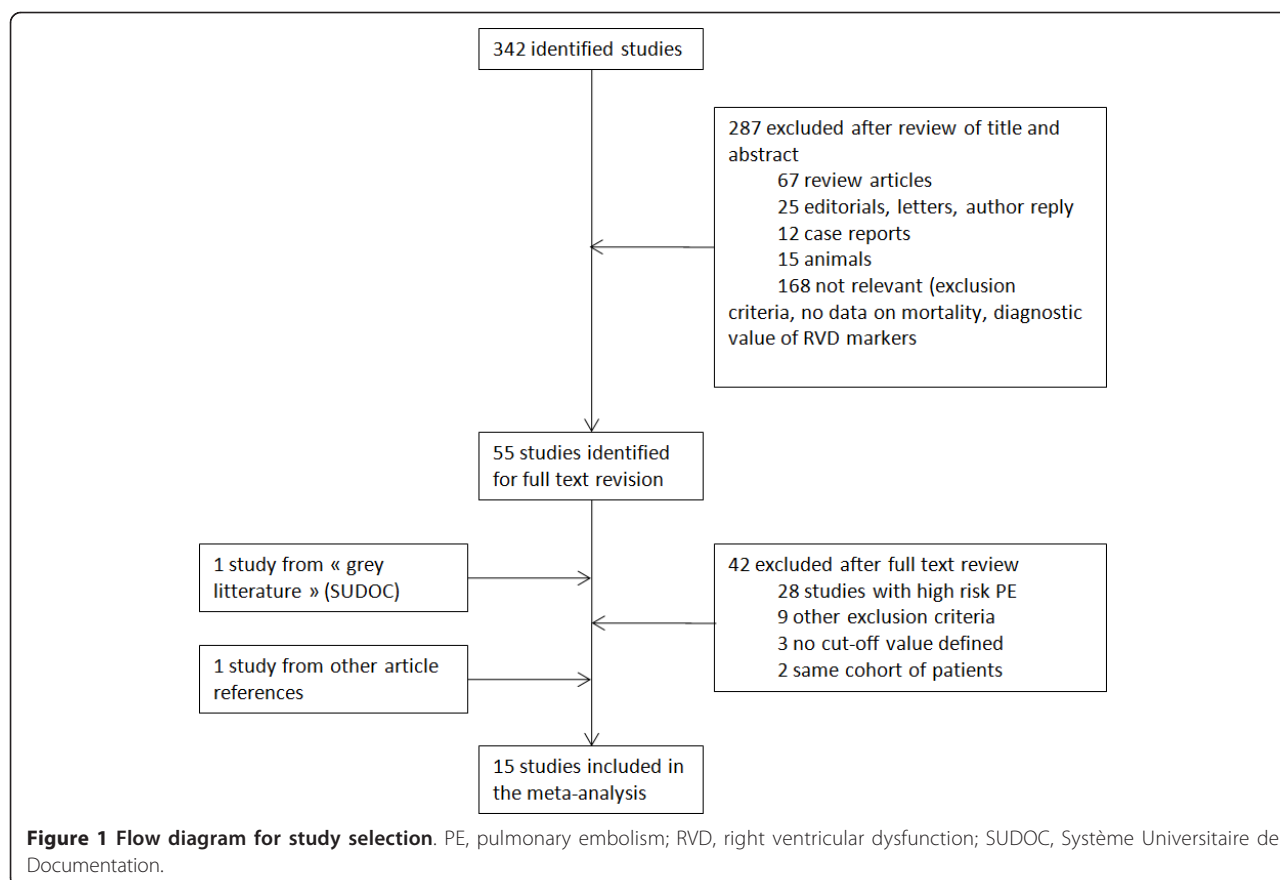 342 identified studies
287 excluded after review of title and
abstract
67 review articles
25 editorials, letters, author reply
12 case reports
15 animals
168 not relevant (exclusion
criteria, no data on mortality, diagnostic
value of RVD markers
55 studies identified
for full text revision
1 study from « grey
litterature » (SUDOC)
42 excluded after full text review
28 studies with high risk PE
9 other exclusion criteria
3 no cut-off value defined
2 same cohort of patients
1 study from other article
references
15 studies included in
the meta-analysis
Figure 1 Flow diagram for study selection. PE, pulmonary embolism; RVD, right ventricular dysfunction; SUDOC, Système Universitaire de
Documentation.